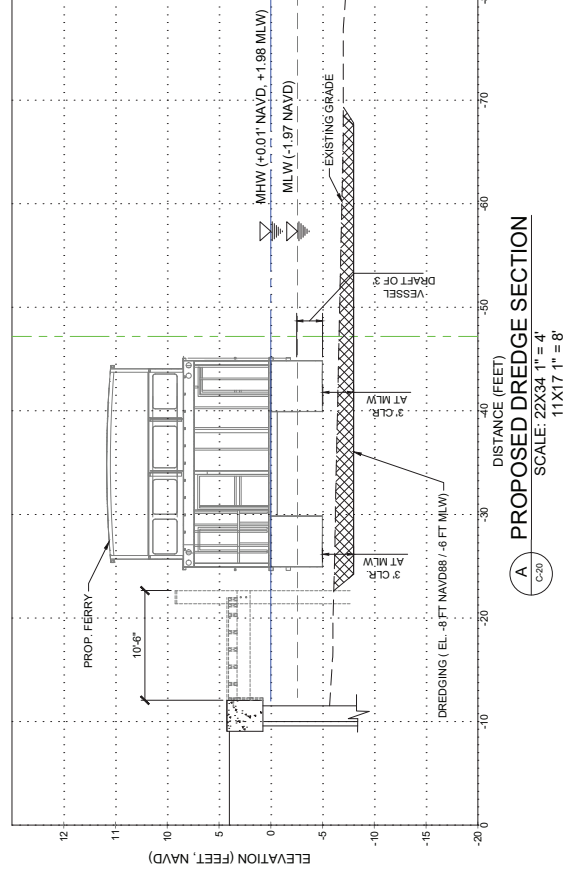 12
11
10
5
0
-5
-10
-15
-20
ELEVATION (FEET, NAVD)
PROP. FERRY
10'-6"
MHW (+0.01' NAVD, +1.98 MLW)
MLW (-1.97 NAVD)
EXISTING GRADE
VESSEL
DRAFT OF 3'
3' CLR.
AT MLW
3' CLR.
AT MLW
DREDGING ( EL. -8 FT NAVD88 / -6 FT MLW)
0
-10
-20
-30
-40
-50
-60
-70
DISTANCE (FEET)
A
C-20
PROPOSED DREDGE SECTION
SCALE: 22X34 1" = 4'
11X17 1" = 8'